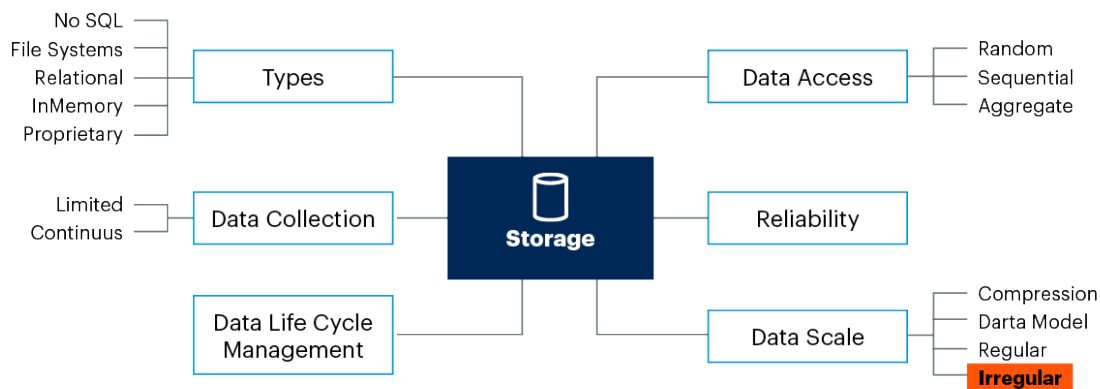 No SQL
File Systems
Relational
InMemory
Proprietary
Types
Limited
Continuus
Data Collection
Data Life Cycle
Management
Storage
Data Access
Random
Sequential
Aggregate
Reliability
Data Scale
Compression
Darta Model
Regular
Irregular